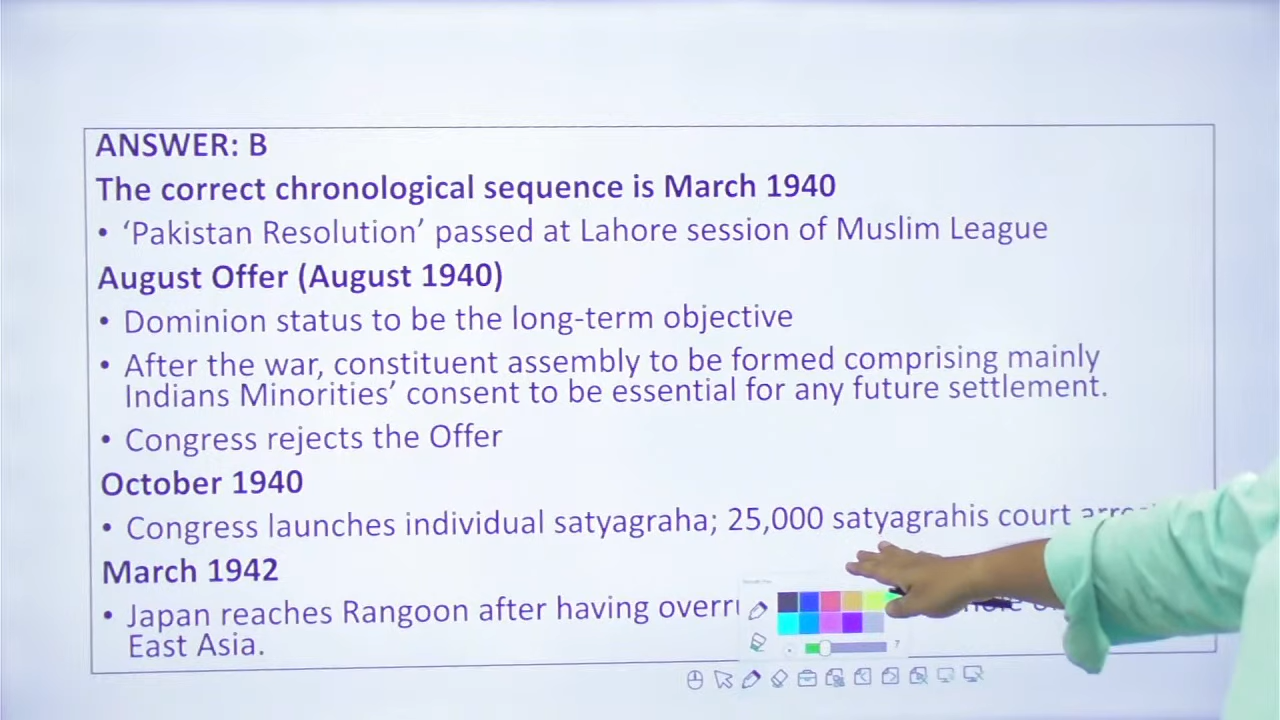 ANSWER: B
The correct chronological sequence is March 1940
• ‘Pakistan Resolution’ passed at Lahore session of Muslim League
August Offer (August 1940)
• Dominion status to be the long-term objective
• After the war, constituent assembly to be formed comprising mainly
Indians Minorities’ consent to be essential for any future settlement.
• Congress rejects the Offer
October 1940
• Congress launches individual satyagraha; 25,000 satyagrahis court
March 1942
• Japan reaches Rangoon after having
East Asia.
7